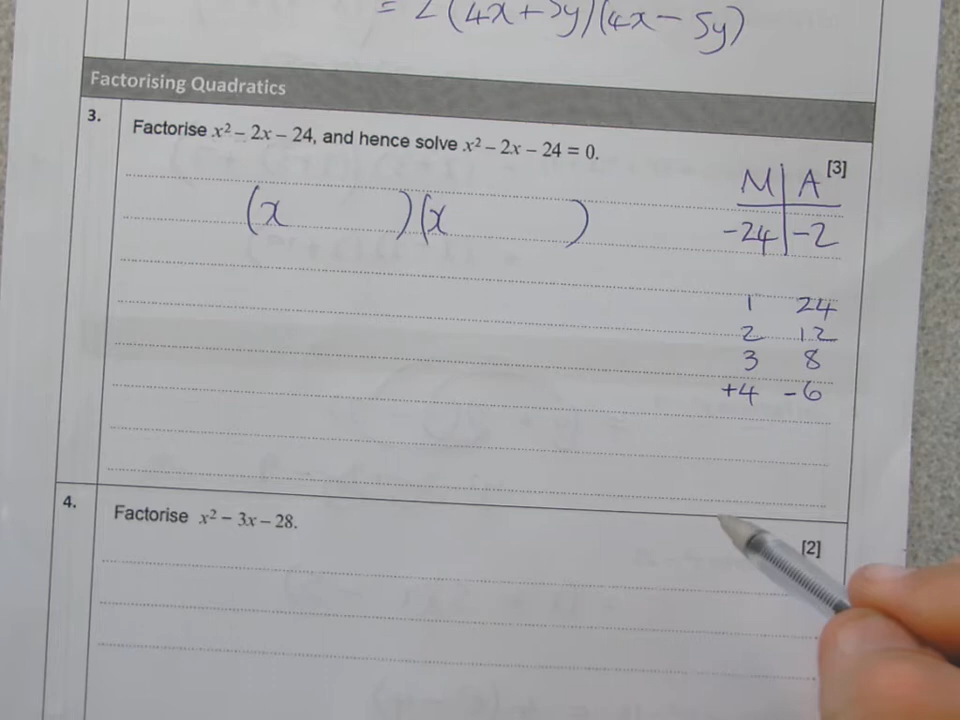 = 2(4x+5y)(4x-5y)
Factorising Quadratics
3. Factorise x² – 2x – 24, and hence solve x² – 2x – 24 = 0.
[3]
M | A
(x )(x )
-24 | -2
1 24
2 12
3 8
+4 -6
4. Factorise x² – 3x – 28.
[2]